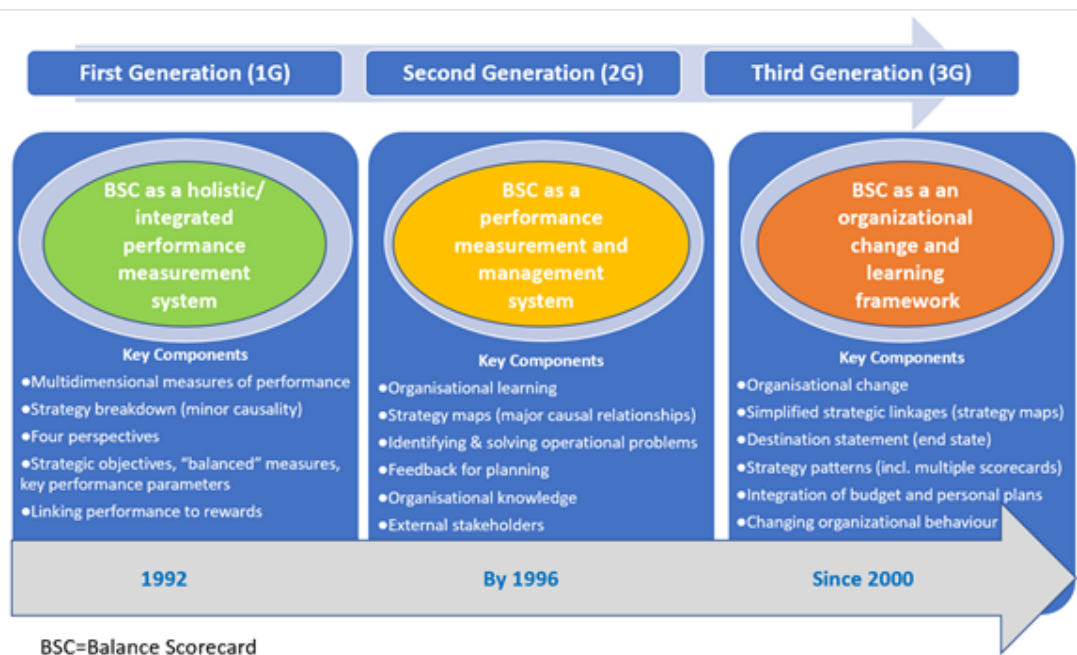 First Generation (1G)
Second Generation (2G)
Third Generation (3G)
BSC as a holistic/
integrated
performance
measurement
system
Key Components
●Multidimensional measures of performance
●Strategy breakdown (minor causality)
●Four perspectives
●Strategic objectives, “balanced” measures,
key performance parameters
●Linking performance to rewards
BSC as a
performance
measurement and
management
system
Key Components
●Organisational learning
●Strategy maps (major causal relationships)
●Identifying & solving operational problems
●Feedback for planning
●Organisational knowledge
●External stakeholders
BSC as a an
organizational
change and
learning
framework
Key Components
●Organisational change
●Simplified strategic linkages (strategy maps)
●Destination statement (end state)
●Strategy patterns (incl. multiple scorecards)
●Integration of budget and personal plans
●Changing organizational behaviour
1992
By 1996
Since 2000
BSC=Balance Scorecard